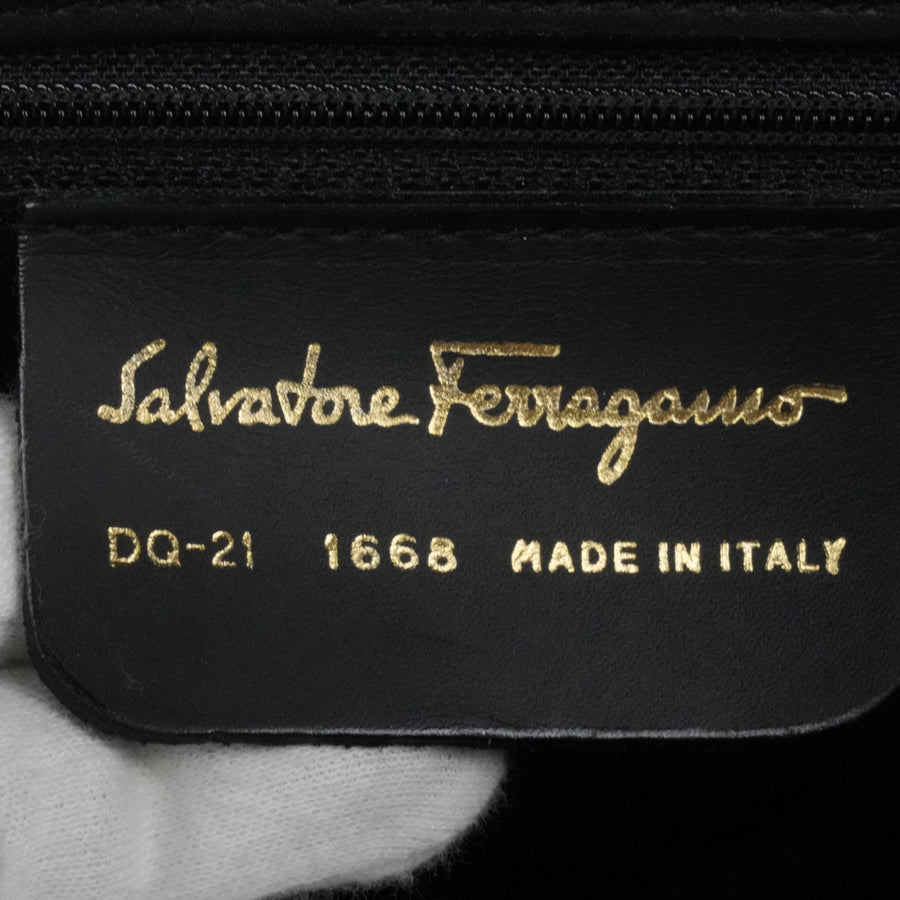 Salvatore Ferragamo
DQ-21 1668 MADE IN ITALY